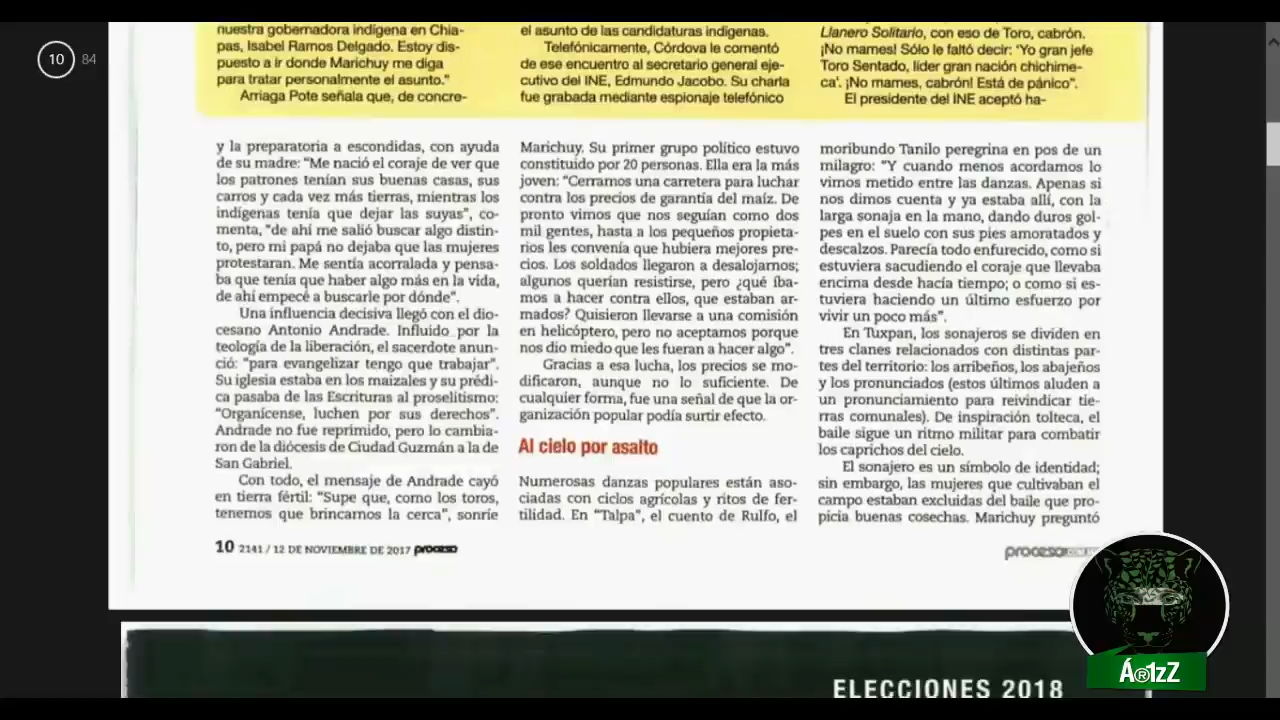 10 84
nuestra gobernadora indígena en Chia-
pas, Isabel Ramos Delgado. Estoy dis-
puesto a ir donde Marichuy me diga
para tratar personalmente el asunto."
Arriaga Pote señala que, de concre-
el asunto de las candidaturas indígenas.
Telefónicamente, Córdova le comentó
de ese encuentro al secretario general eje-
cutivo del INE, Edmundo Jacobo. Su charla
fue grabada mediante espionaje telefónico
Llanero Solitario, con eso de Toro, cabrón.
¡No mames! Sólo le faltó decir: 'Yo gran jefe
Toro Sentado, líder gran nación chichime-
ca'. ¡No mames, cabrón! Está de pánico".
El presidente del INE aceptó ha-
y la preparatoria a escondidas, con ayuda
de su madre: "Me nació el coraje de ver que
los patrones tenían sus buenas casas, sus
carros y cada vez más tierras, mientras los
indígenas tenía que dejar las suyas", co-
menta, "de ahí me salió buscar algo distin-
to, pero mi papá no dejaba que las mujeres
protestaran. Me sentía acorralada y pensa-
ba que tenía que haber algo más en la vida,
de ahí empecé a buscarle por dónde".
Una influencia decisiva llegó con el dio-
cesano Antonio Andrade. Influido por la
teología de la liberación, el sacerdote anun-
ció: "para evangelizar tengo que trabajar".
Su iglesia estaba en los maizales y su prédi-
ca pasaba de las Escrituras al proselitismo:
"Organícense, luchen por sus derechos".
Andrade no fue reprimido, pero lo cambia-
ron de la diócesis de Ciudad Guzmán a la de
San Gabriel.
Con todo, el mensaje de Andrade cayó
en tierra fértil: "Supe que, como los toros,
tenemos que brincarnos la cerca", sonríe
Marichuy. Su primer grupo político estuvo
constituido por 20 personas. Ella era la más
joven: "Cerramos una carretera para luchar
contra los precios de garantía del maíz. De
pronto vimos que nos seguían como dos
mil gentes, hasta a los pequeños propieta-
rios les convenía que hubiera mejores pre-
cios. Los soldados llegaron a desalojarnos;
algunos querían resistirse, pero ¿qué íba-
mos a hacer contra ellos, que estaban ar-
mados? Quisieron llevarse a una comisión
en helicóptero, pero no aceptamos porque
nos dio miedo que les fueran a hacer algo".
Gracias a esa lucha, los precios se mo-
dificaron, aunque no lo suficiente. De
cualquier forma, fue una señal de que la or-
ganización popular podía surtir efecto.
Al cielo por asalto
Numerosas danzas populares están aso-
ciadas con ciclos agrícolas y ritos de fer-
tilidad. En "Talpa", el cuento de Rulfo, el
moribundo Tanilo peregrina en pos de un
milagro: "Y cuando menos acordamos lo
vimos metido entre las danzas. Apenas si
nos dimos cuenta y ya estaba allí, con la
larga sonaja en la mano, dando duros gol-
pes en el suelo con sus pies amoratados y
descalzos. Parecía todo enfurecido, como si
estuviera sacudiendo el coraje que llevaba
encima desde hacía tiempo; o como si es-
tuviera haciendo un último esfuerzo por
vivir un poco más".
En Tuxpan, los sonajeros se dividen en
tres clanes relacionados con distintas par-
tes del territorio: los arribeños, los abajeños
y los pronunciados (estos últimos aluden a
un pronunciamiento para reivindicar tie-
rras comunales). De inspiración tolteca, el
baile sigue un ritmo militar para combatir
los caprichos del cielo.
El sonajero es un símbolo de identidad;
sin embargo, las mujeres que cultivaban el
campo estaban excluidas del baile que pro-
picia buenas cosechas. Marichuy preguntó
10 2141 / 12 DE NOVIEMBRE DE 2017 proceso
proceso
ELECCIONES 2018
Á®1zZ